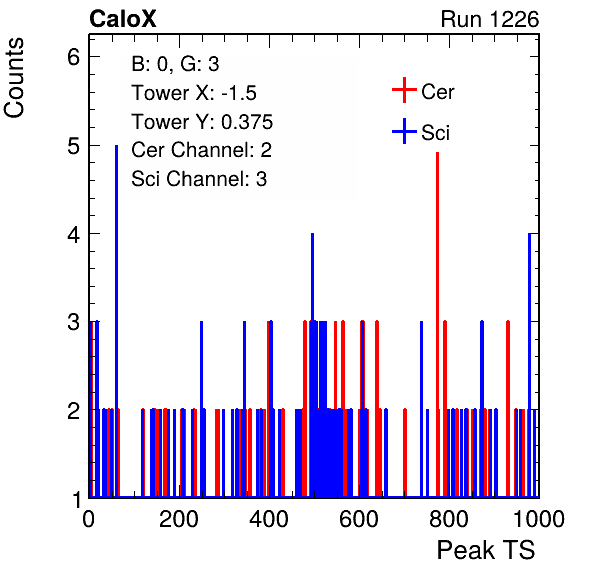 CaloX Run 1226
Counts
B: 0, G: 3
Tower X: -1.5
Tower Y: 0.375
Cer Channel: 2
Sci Channel: 3
Cer
Sci
6
5
4
3
2
1
0 200 400 600 800 1000
Peak TS